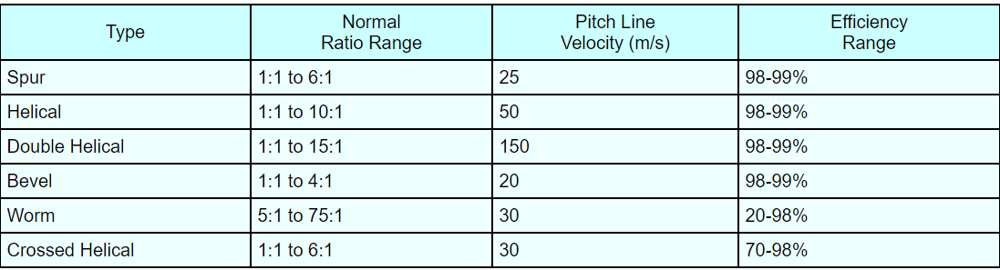 Type
Normal
Ratio Range
Pitch Line
Velocity (m/s)
Efficiency
Range
Spur 1:1 to 6:1 25 98-99%
Helical 1:1 to 10:1 50 98-99%
Double Helical 1:1 to 15:1 150 98-99%
Bevel 1:1 to 4:1 20 98-99%
Worm 5:1 to 75:1 30 20-98%
Crossed Helical 1:1 to 6:1 30 70-98%